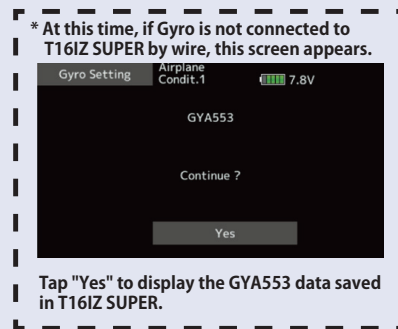 * At this time, if Gyro is not connected to
T16IZ SUPER by wire, this screen appears.
Gyro Setting
Airplane
Condit.1
7.8V
GYA553
Continue ?
Yes
Tap "Yes" to display the GYA553 data saved
in T16IZ SUPER.